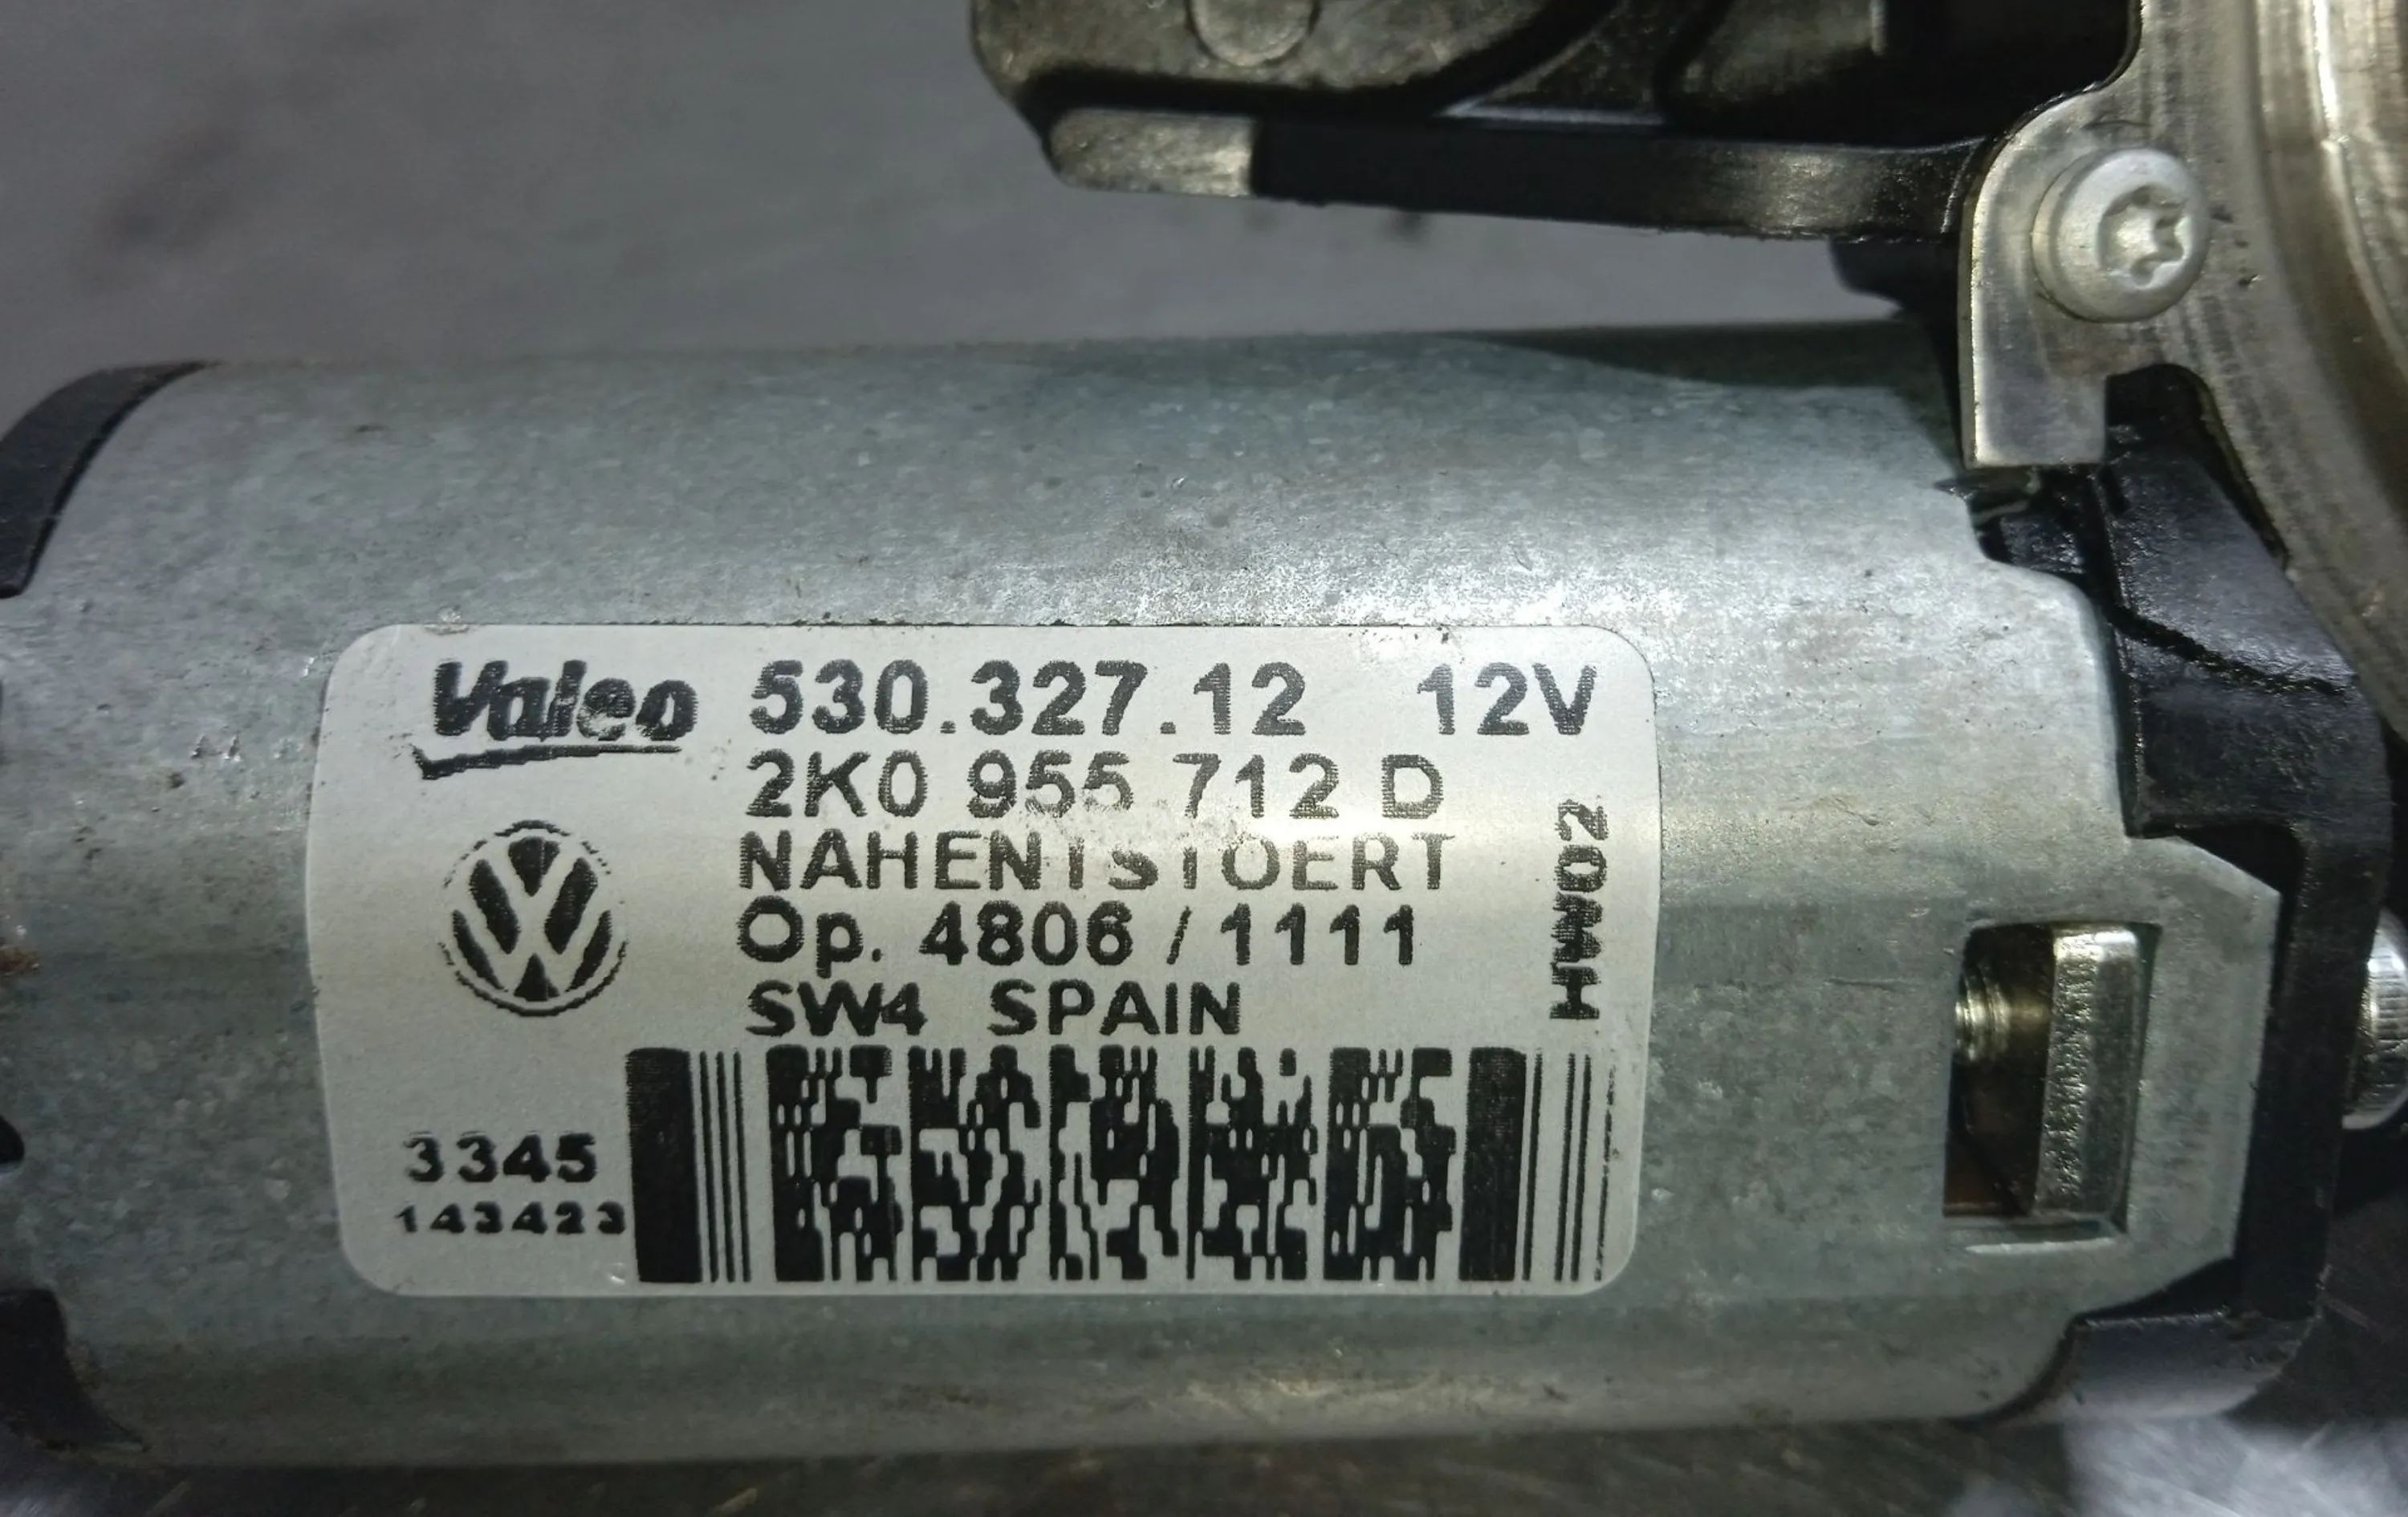 Valeo 530.327.12 12V
2K0 955 712 D
NAHENTSTOERT
Op. 4806 / 1111
SW4 SPAIN
HW02
3345
143423